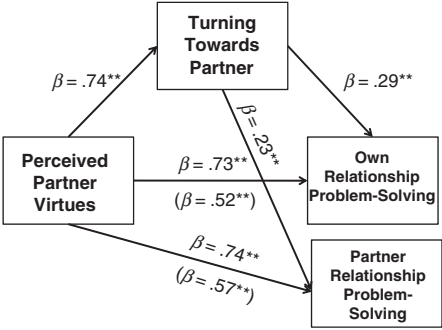 Turning
Towards
Partner
β = .74**
β = .29**
β = .23**
Perceived
Partner
Virtues
β = .73**
(β = .52**)
Own
Relationship
Problem-Solving
β = .74**
(β = .57**)
Partner
Relationship
Problem-
Solving